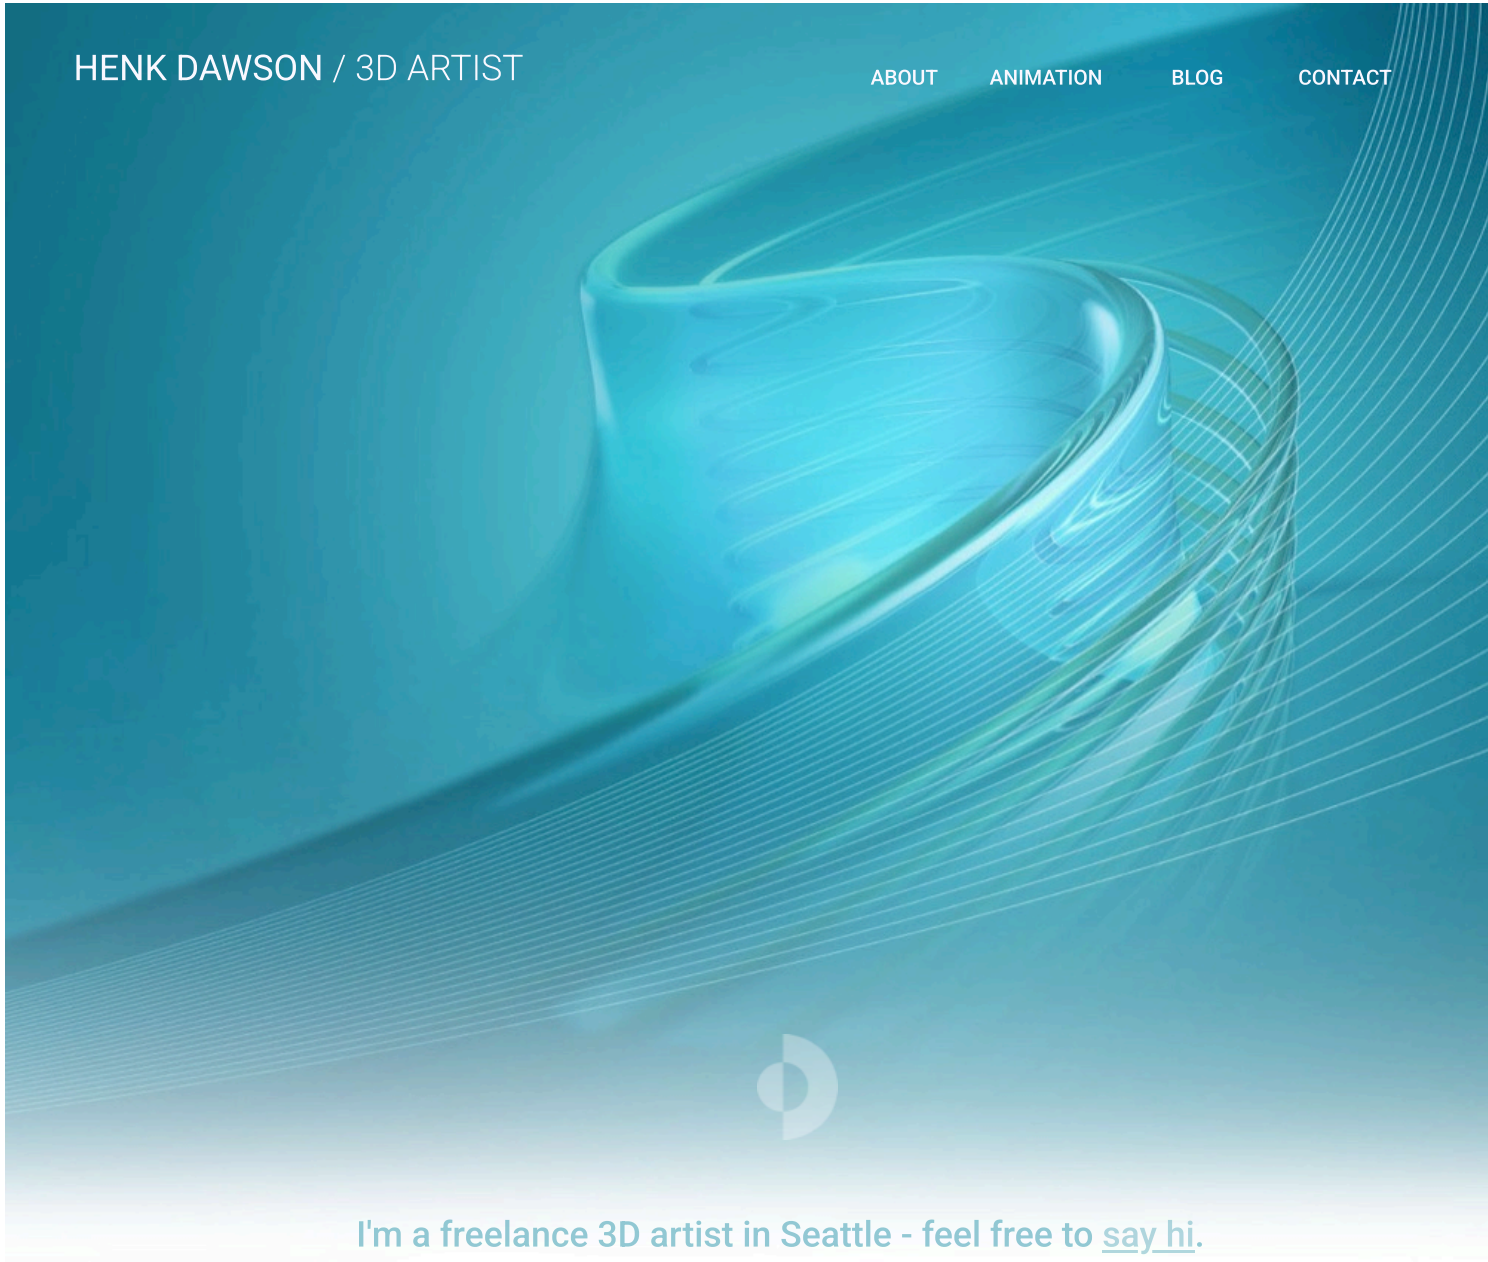 HENK DAWSON / 3D ARTIST
ABOUT ANIMATION BLOG CONTACT
I'm a freelance 3D artist in Seattle - feel free to say hi.